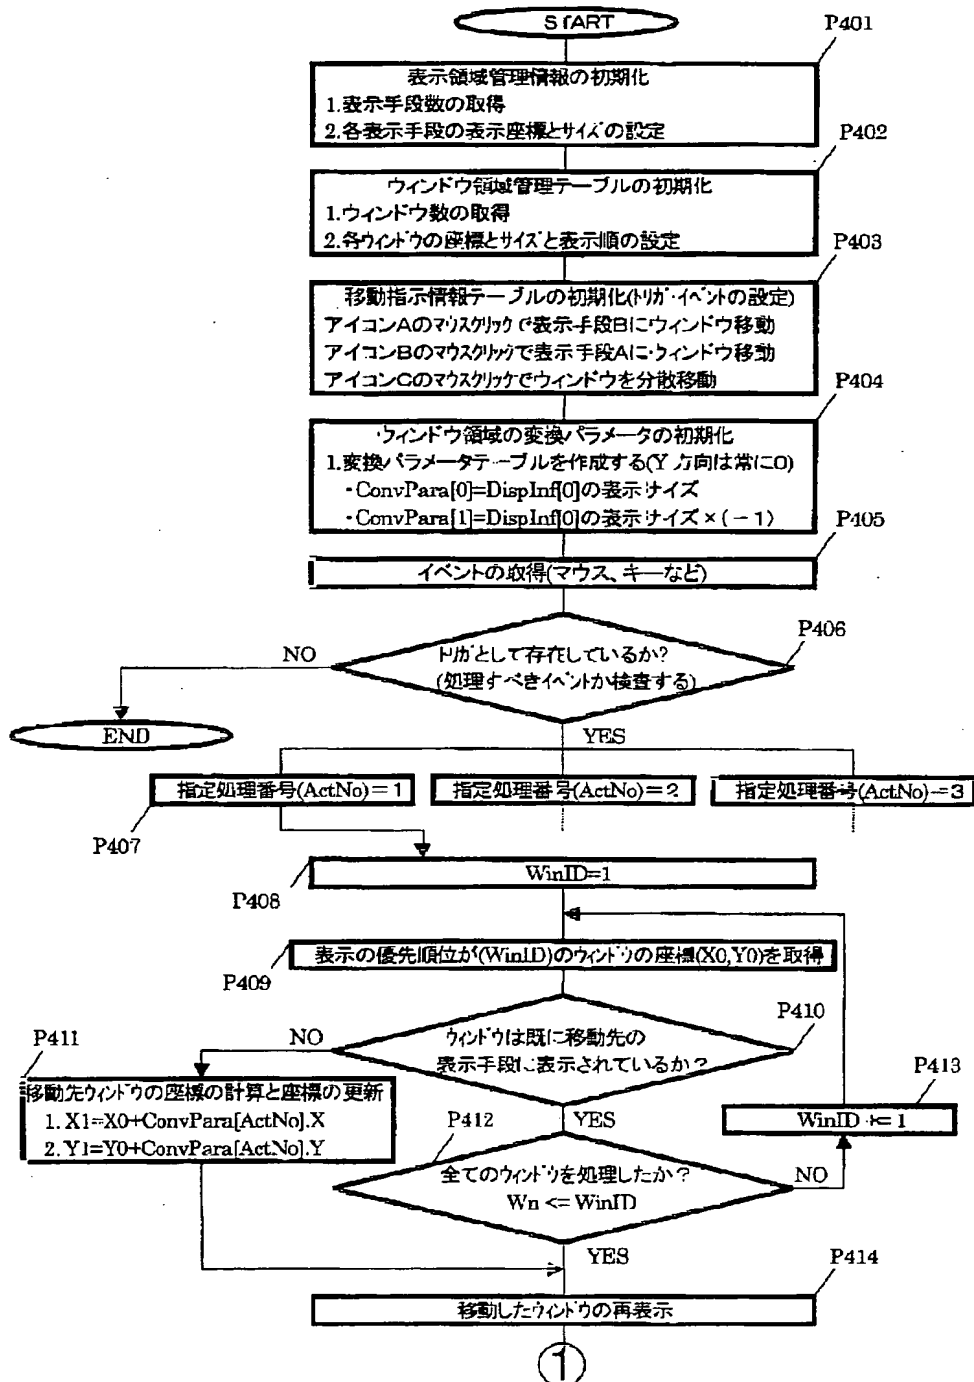 START
P401
表示領域管理情報の初期化
1.表示手段数の取得
2.各表示手段の表示座標とサイズの設定
P402
ウィンドウ領域管理テーブルの初期化
1.ウィンドウ数の取得
2.各ウィンドウの座標とサイズと表示順の設定
P403
移動指示情報テーブルの初期化(トリガ・イベントの設定)
アイコンAのマウスクリックで表示手段Bにウィンドウ移動
アイコンBのマウスクリックで表示手段Aにウィンドウ移動
アイコンCのマウスクリックでウィンドウを分散移動
P404
ウィンドウ領域の変換パラメータの初期化
1.変換パラメータテーブルを作成する(Y方向は常に0)
・ConvPara[0]=DispInf[0]の表示サイズ
・ConvPara[1]=DispInf[0]の表示サイズ×(－1)
P405
イベントの取得(マウス、キーなど)
P406
トリガとして存在しているか?
(処理すべきイベントか検査する)
NO
END
YES
指定処理番号(ActNo)=1
指定処理番号(ActNo)=2
指定処理番号(ActNo)=3
P407
WinID=1
P408
表示の優先順位が(WinID)のウィンドウの座標(X0,Y0)を取得
P409
P410
ウィンドウは既に移動先の
表示手段に表示されているか?
NO
P411
移動先ウィンドウの座標の計算と座標の更新
1. X1=X0+ConvPara[ActNo].X
2. Y1=Y0+ConvPara[ActNo].Y
YES
P412
P413
WinID += 1
全てのウィンドウを処理したか?
Wn <= WinID
NO
YES
P414
移動したウィンドウの再表示
1